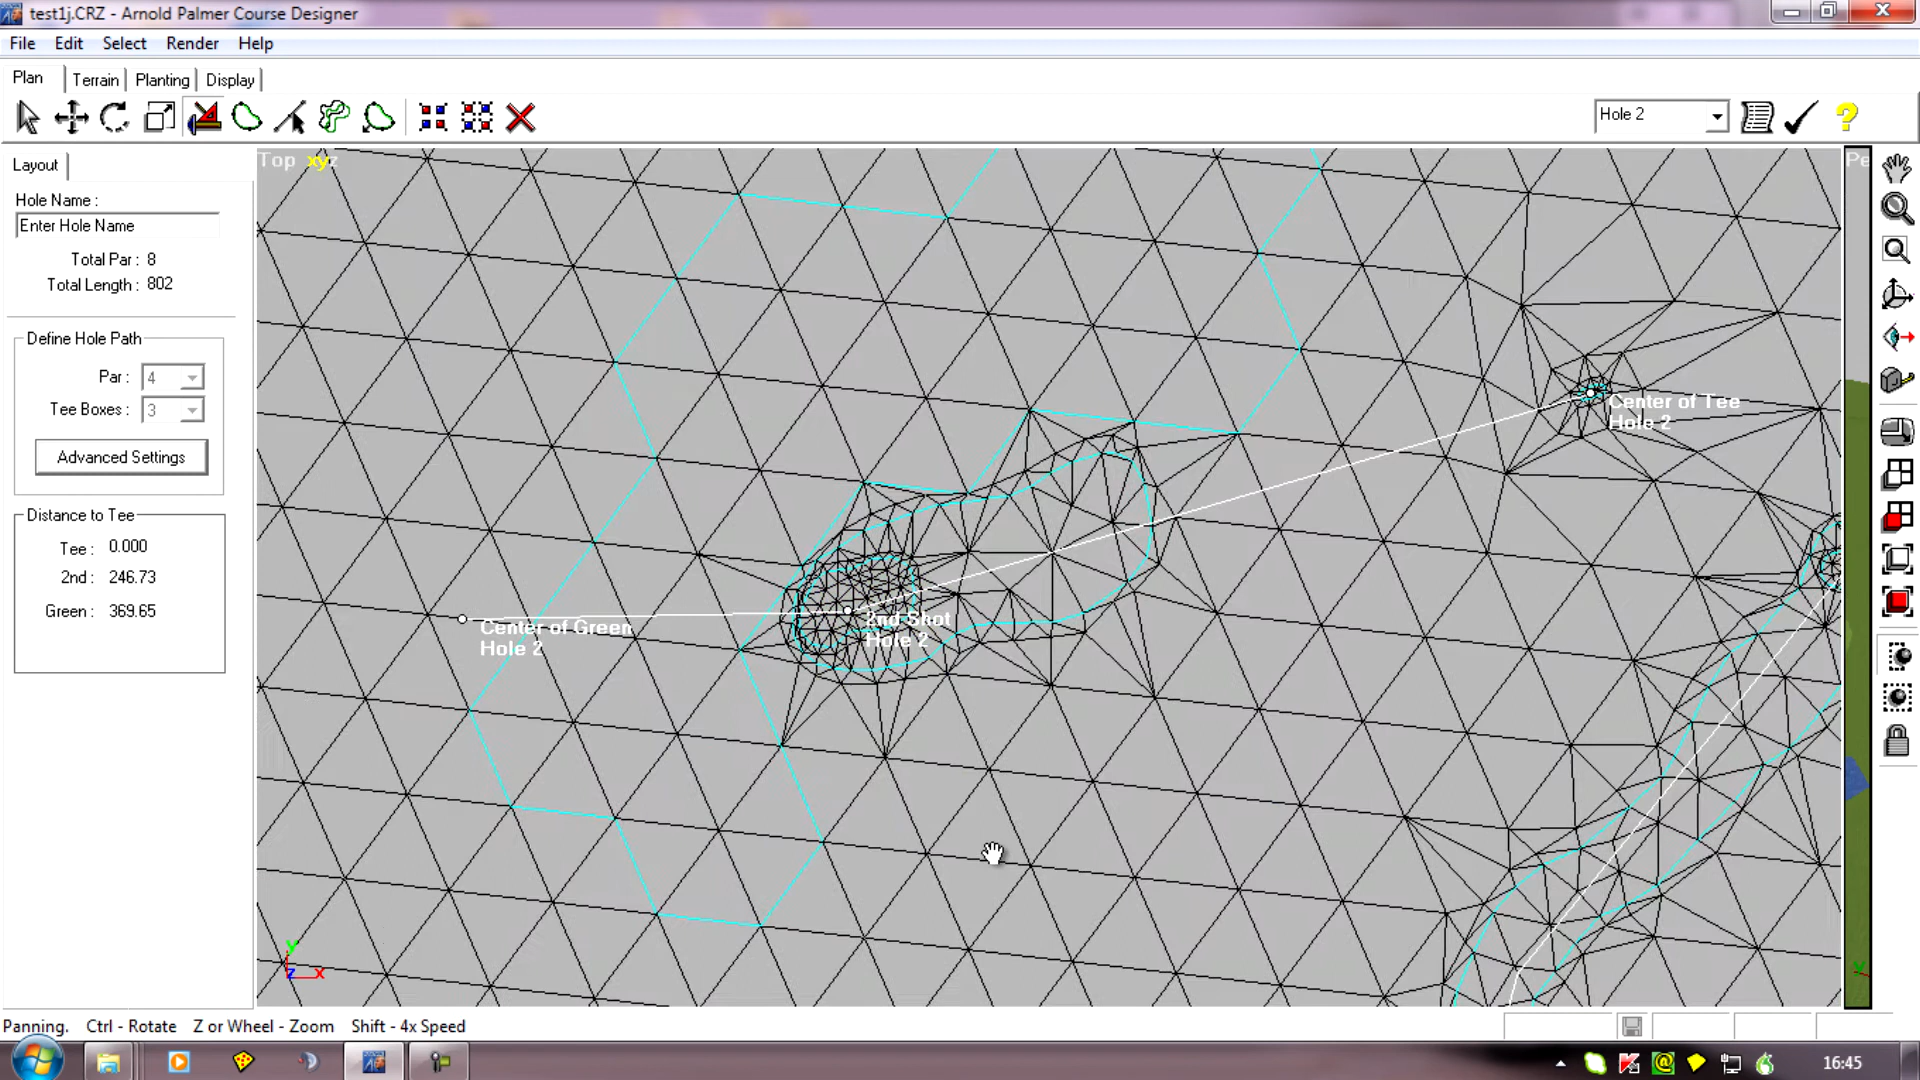 test1j.CRZ - Arnold Palmer Course Designer
File Edit Select Render Help
Plan Terrain Planting Display
Hole 2
Layout
Top xyz
Pe
Hole Name :
Enter Hole Name
Total Par : 8
Total Length : 802
Define Hole Path
Par : 4
Tee Boxes : 3
Advanced Settings
Distance to Tee
Tee : 0.000
2nd : 246.73
Green : 369.65
Center of Tee
Hole 2
2nd Shot
Hole 2
Center of Green
Hole 2
Y
Z X
Y
Panning. Ctrl - Rotate Z or Wheel - Zoom Shift - 4x Speed
16:45